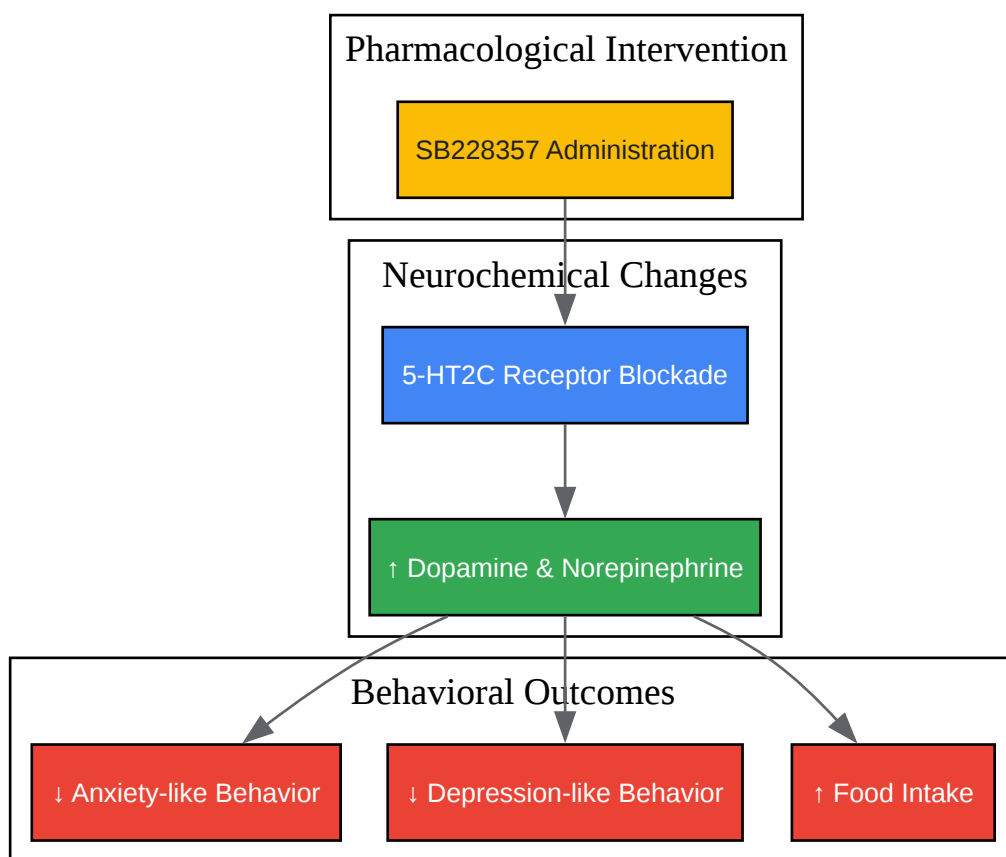 Pharmacological Intervention
SB228357 Administration
Neurochemical Changes
5-HT2C Receptor Blockade
↑ Dopamine & Norepinephrine
Behavioral Outcomes
↓ Anxiety-like Behavior
↓ Depression-like Behavior
↑ Food Intake